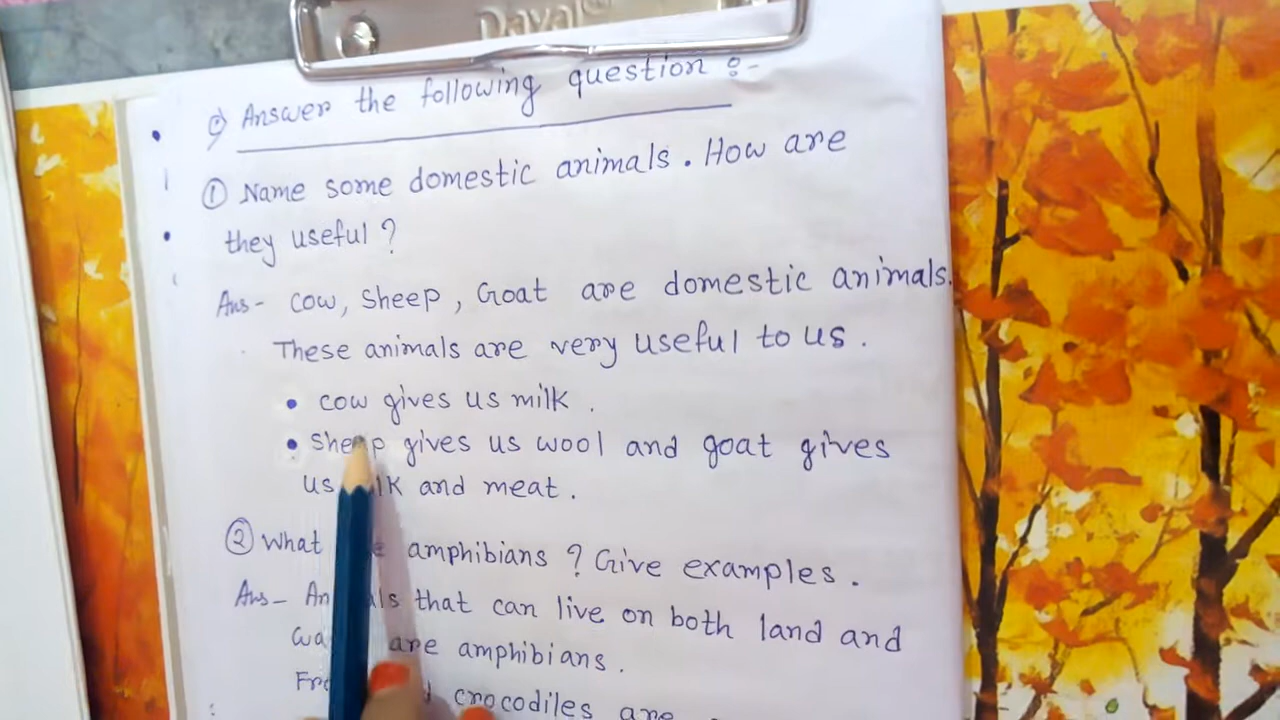 Dayal
c) Answer the following question :-
① Name some domestic animals. How are
they useful ?
Ans- Cow, Sheep, Goat are domestic animals.
These animals are very useful to us.
• cow gives us milk.
• Sheep gives us wool and goat gives
us and meat.
② What amphibians ? Give examples.
Ans- that can live on both land and
are amphibians.
crocodiles are